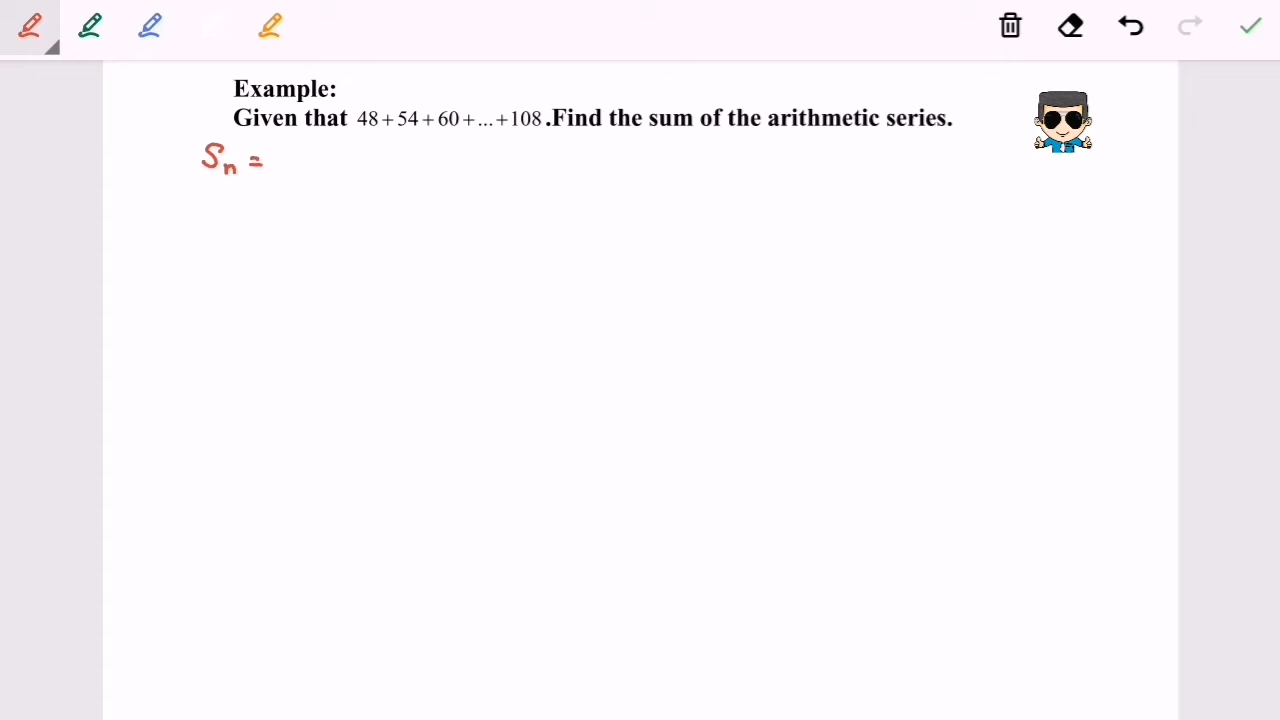 Example:
Given that 48+54+60+...+108.Find the sum of the arithmetic series.
Sn =